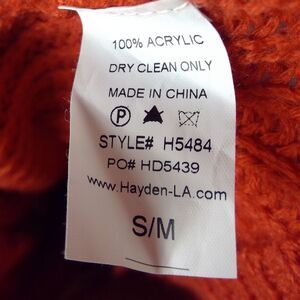 100% ACRYLIC
DRY CLEAN ONLY
MADE IN CHINA
P
STYLE# H5484
PO# HD5439
www.Hayden-LA.com
S/M